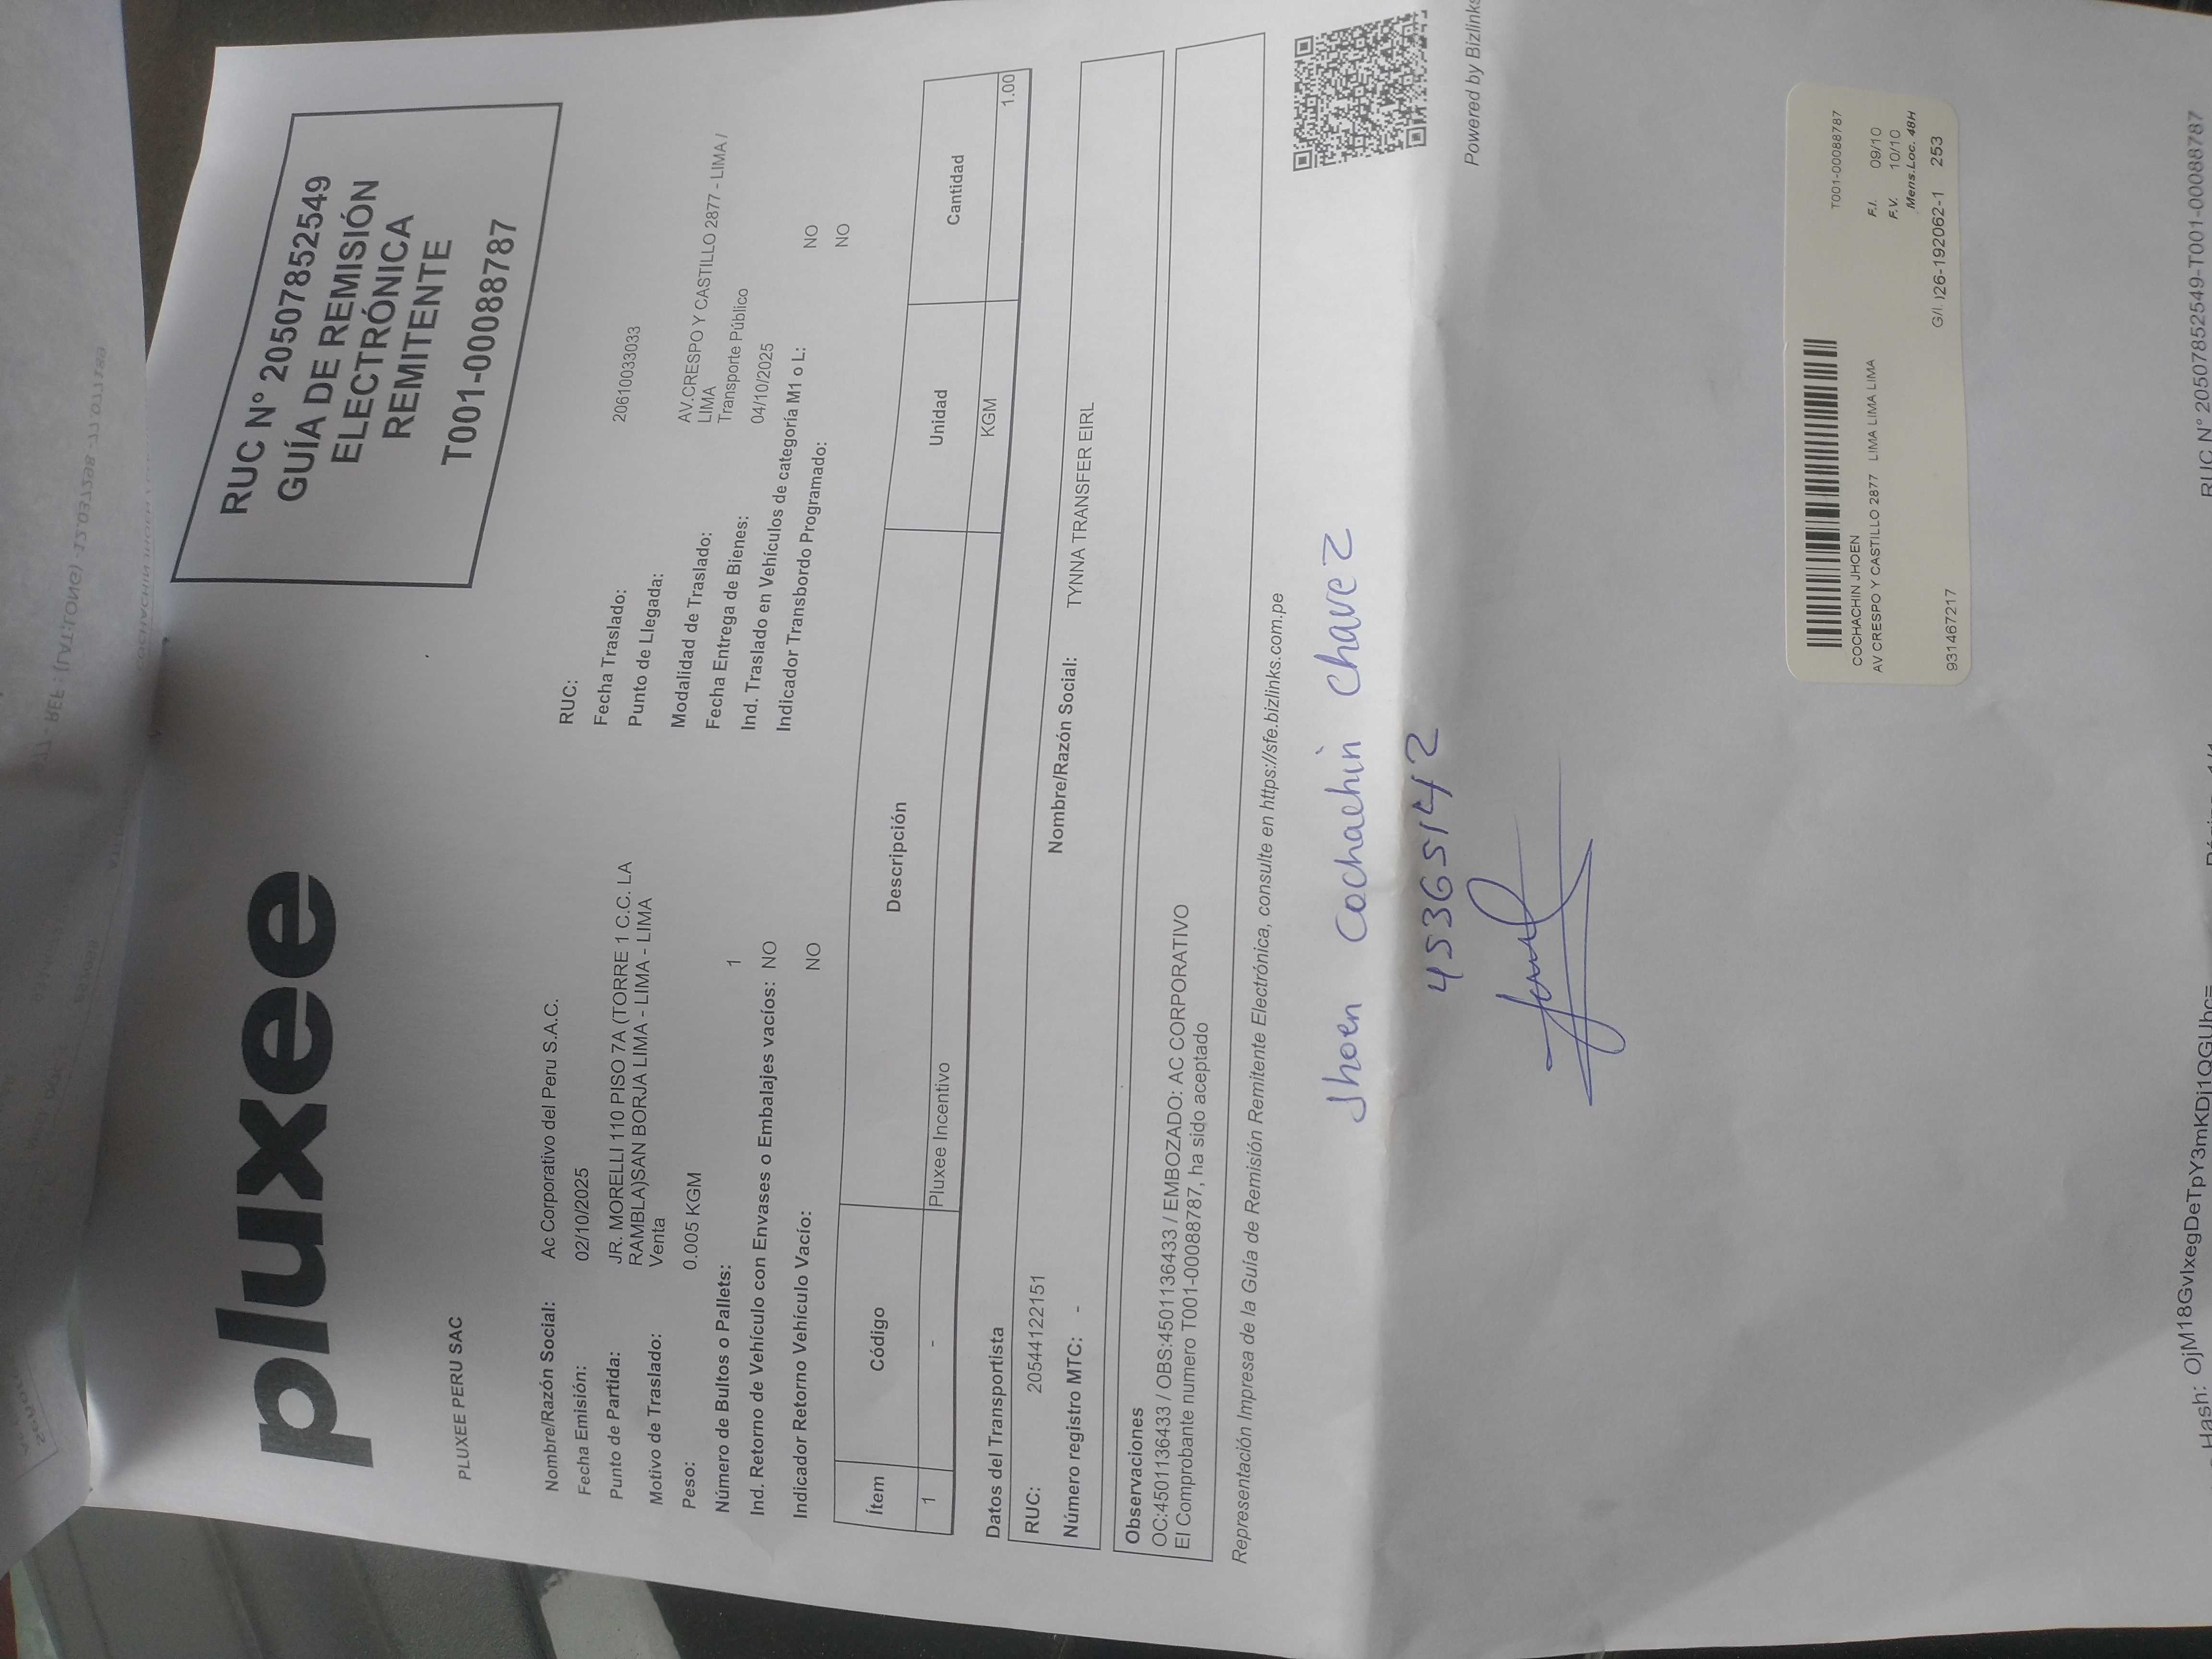 pluxee
RUC N° 20507852549
GUÍA DE REMISIÓN
ELECTRÓNICA
REMITENTE
T001-00088787
PLUXEE PERU SAC
Nombre/Razón Social: Ac Corporativo del Peru S.A.C.
RUC: 20610033033
Fecha Emisión: 02/10/2025
Fecha Traslado:
Punto de Partida: JR. MORELLI 110 PISO 7A (TORRE 1 C.C. LA
RAMBLA)SAN BORJA LIMA - LIMA - LIMA
Punto de Llegada: AV.CRESPO Y CASTILLO 2877 - LIMA /
LIMA
Motivo de Traslado: Venta
Modalidad de Traslado: Transporte Público
Peso: 0.005 KGM
Fecha Entrega de Bienes: 04/10/2025
Número de Bultos o Pallets: 1
Ind. Traslado en Vehículos de categoría M1 o L: NO
Ind. Retorno de Vehículo con Envases o Embalajes vacíos: NO
Indicador Transbordo Programado: NO
Indicador Retorno Vehículo Vacío: NO
Ítem Código Descripción Unidad Cantidad
1 - Pluxee Incentivo KGM 1.00
Datos del Transportista
RUC: 20544122151 Nombre/Razón Social: TYNNA TRANSFER EIRL
Número registro MTC: -
Observaciones
OC:4501136433 / OBS:4501136433 / EMBOZADO: AC CORPORATIVO
El Comprobante numero T001-00088787, ha sido aceptado
Representación Impresa de la Guía de Remisión Remitente Electrónica, consulte en https://sfe.bizlinks.com.pe
Powered by Bizlinks
Jhoen Cochachin Chavez
45365142
T001-00088787
COCHACHIN JHOEN
AV CRESPO Y CASTILLO 2877 LIMA LIMA LIMA
F.I. 09/10
F.V. 10/10
Mens.Loc. 48H
931467217 G/I. 126-192062-1 253
Hash: OjM18GvIxegDeTpY3mKDj1QGUbc=
RUC N° 20507852549-T001-00088787